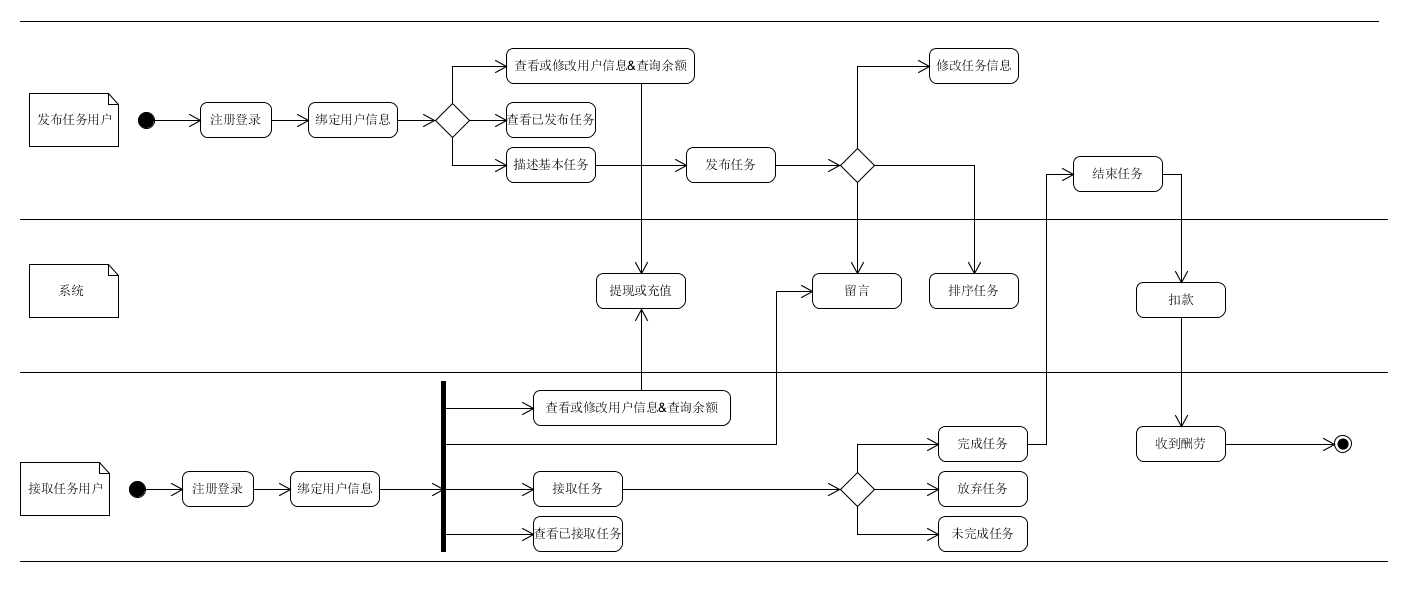 查看或修改用户信息&查询余额
修改任务信息
发布任务用户
注册登录
绑定用户信息
查看已发布任务
描述基本任务
发布任务
结束任务
系统
提现或充值
留言
排序任务
扣款
查看或修改用户信息&查询余额
完成任务
收到酬劳
接取任务用户
注册登录
绑定用户信息
接取任务
放弃任务
查看已接取任务
未完成任务